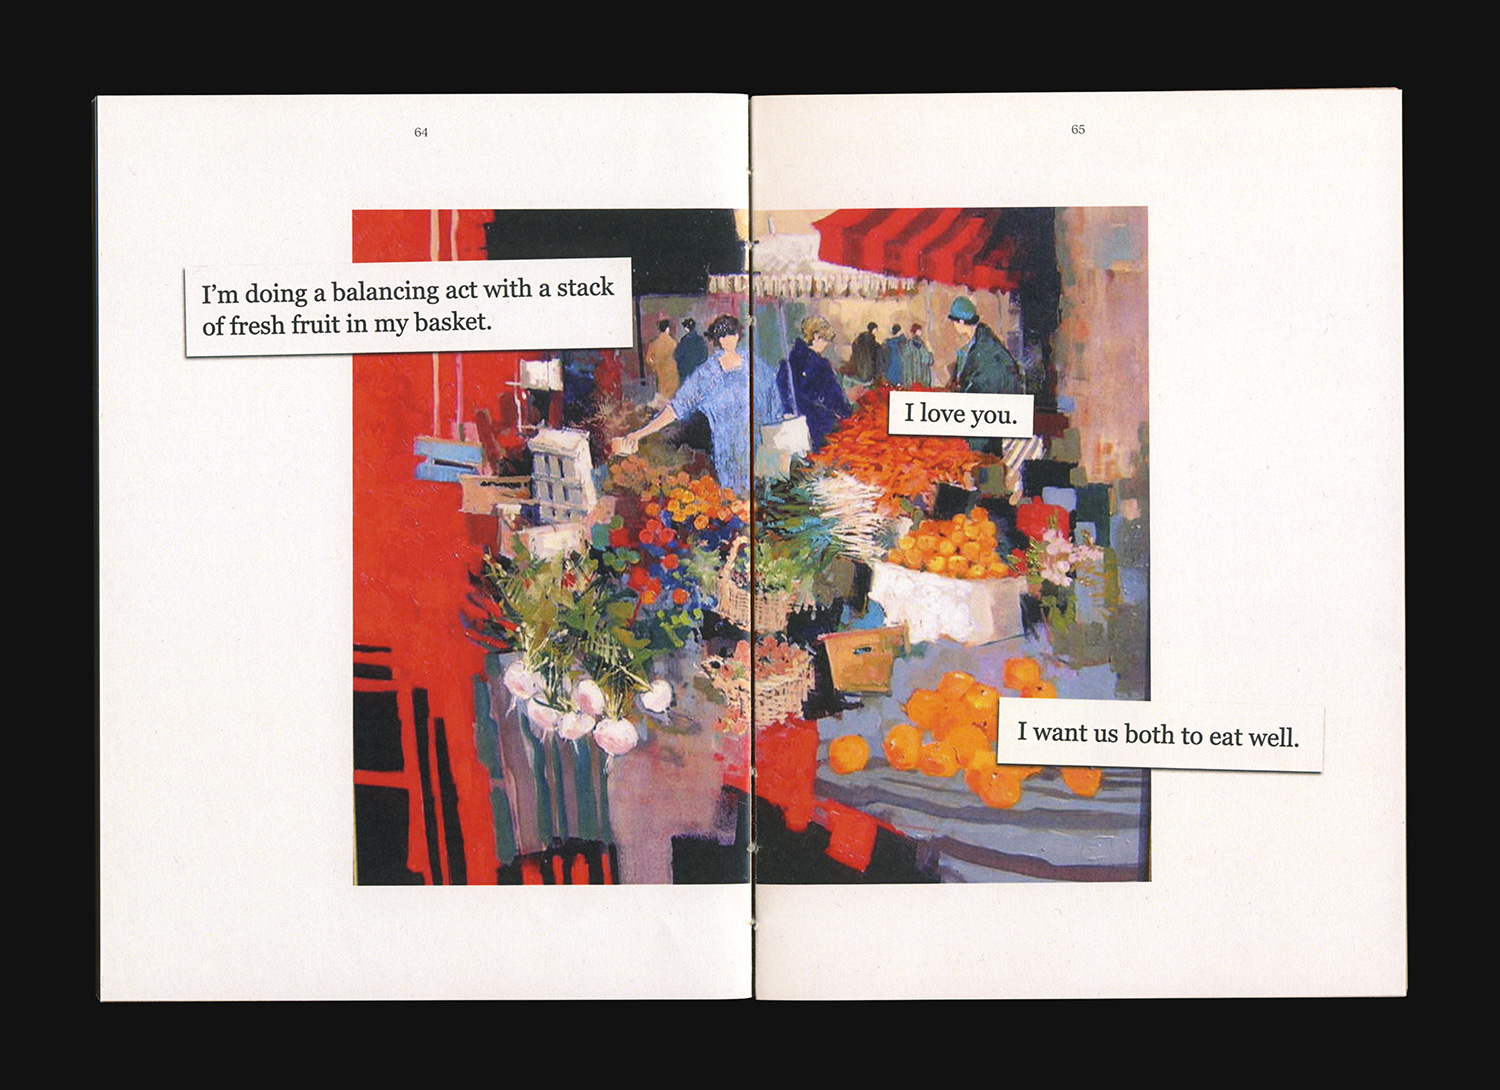 64
65
I’m doing a balancing act with a stack
of fresh fruit in my basket.
I love you.
I want us both to eat well.